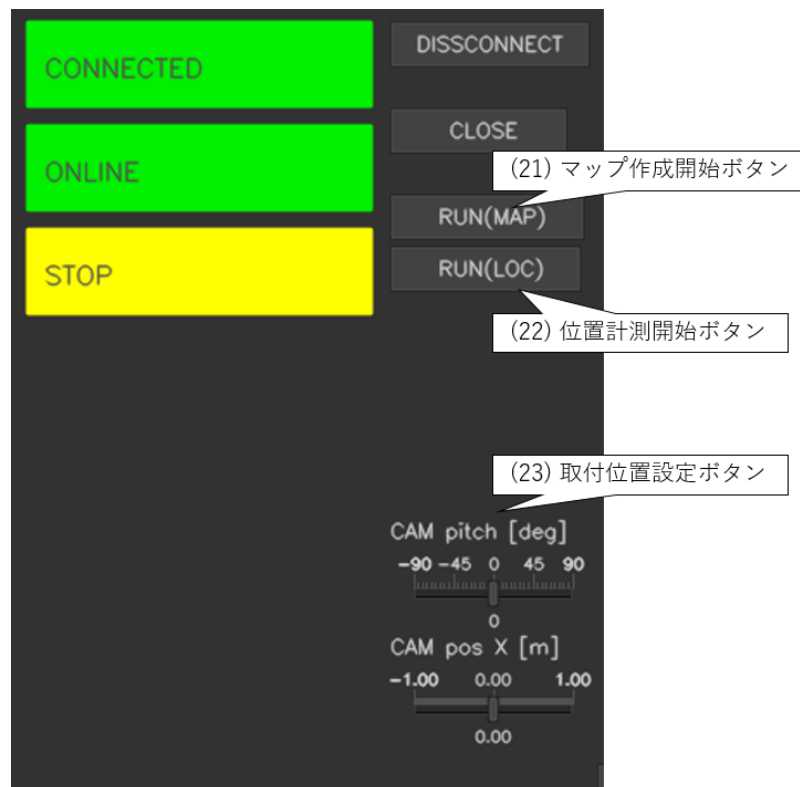 CONNECTED
DISSCONNECT
ONLINE
CLOSE
(21) マップ作成開始ボタン
STOP
RUN(MAP)
RUN(LOC)
(22) 位置計測開始ボタン
(23) 取付位置設定ボタン
CAM pitch [deg]
-90 -45 0 45 90
0
CAM pos X [m]
-1.00 0.00 1.00
0.00